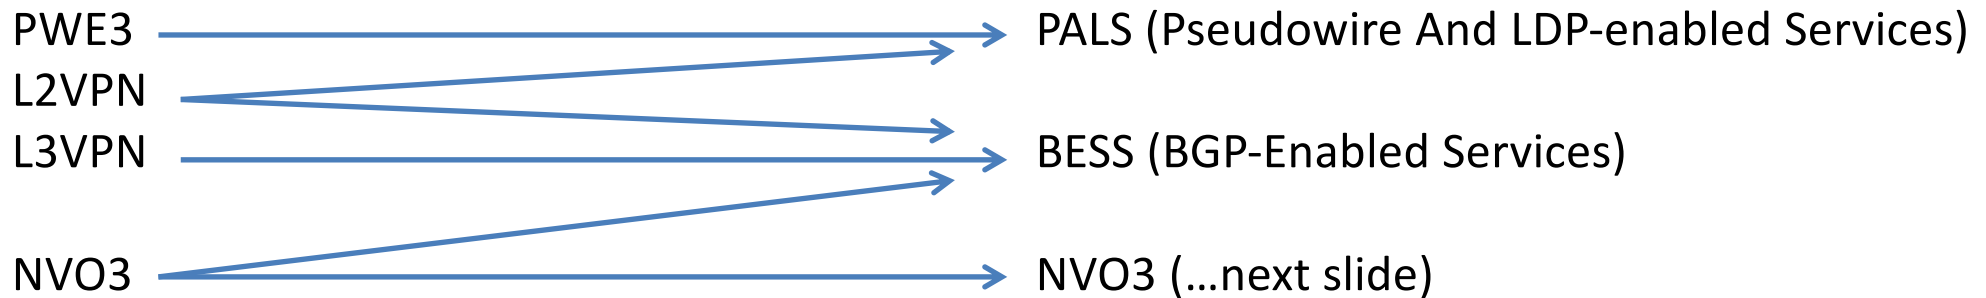 PWE3 PALS (Pseudowire And LDP-enabled Services)
L2VPN
L3VPN BESS (BGP-Enabled Services)
NVO3 NVO3 (...next slide)